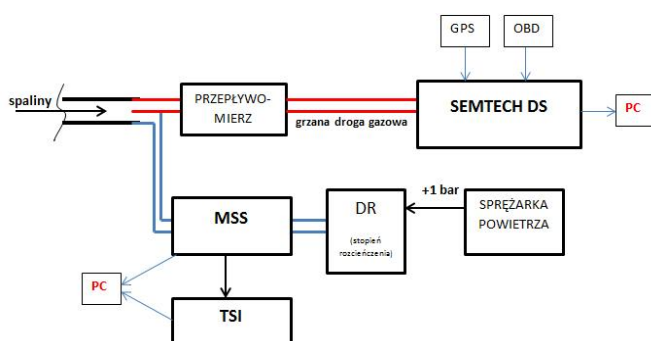 GPS
OBD
spaliny
PRZEPŁYWO-
MIERZ
SEMTECH DS
PC
grzana droga gazowa
+1 bar
MSS
DR
(stopień
rozcieńczenia)
SPRĘŻARKA
POWIETRZA
PC
TSI